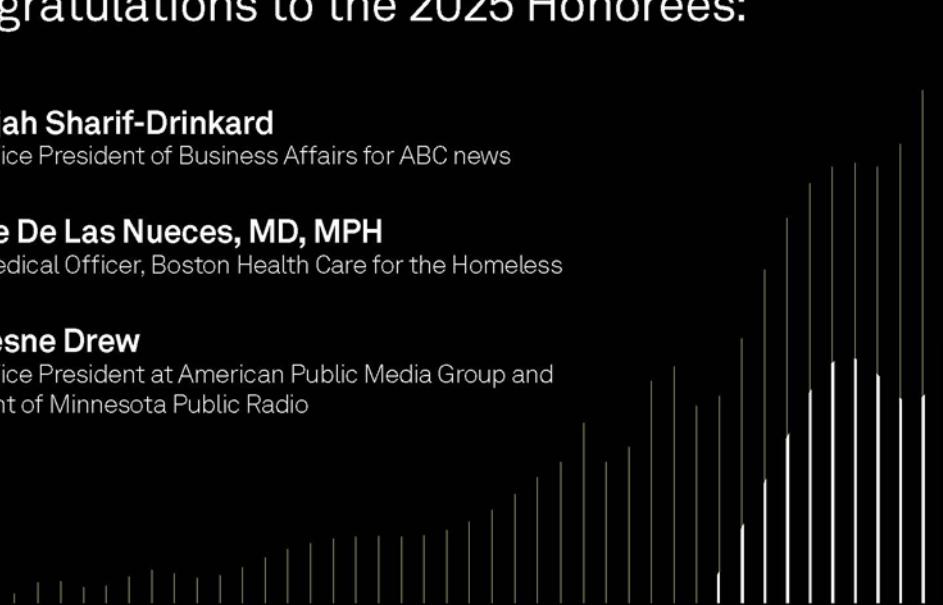 gratulations to the 2025 Honorees:
jah Sharif-Drinkard
ice President of Business Affairs for ABC news
e De Las Nueces, MD, MPH
edical Officer, Boston Health Care for the Homeless
esne Drew
ice President at American Public Media Group and
nt of Minnesota Public Radio